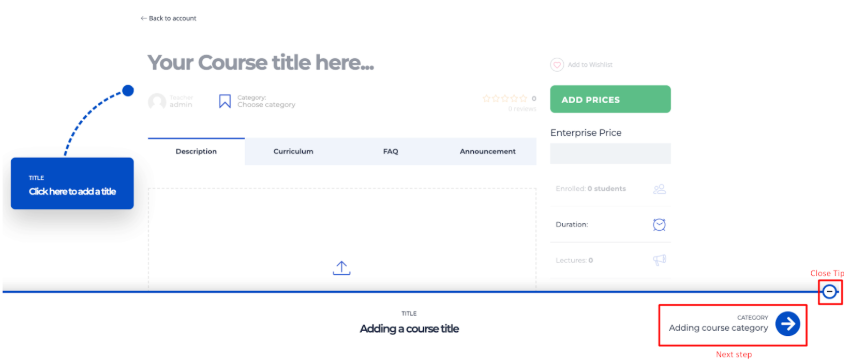 ← Back to account
Your Course title here...
Add to Wishlist
Teacher
admin
Category:
Choose category
0
0 reviews
ADD PRICES
Enterprise Price
Description
Curriculum
FAQ
Announcement
TITLE
Click here to add a title
Enrolled: 0 students
Duration:
Lectures: 0
Close Tip
TITLE
Adding a course title
CATEGORY
Adding course category
Next step